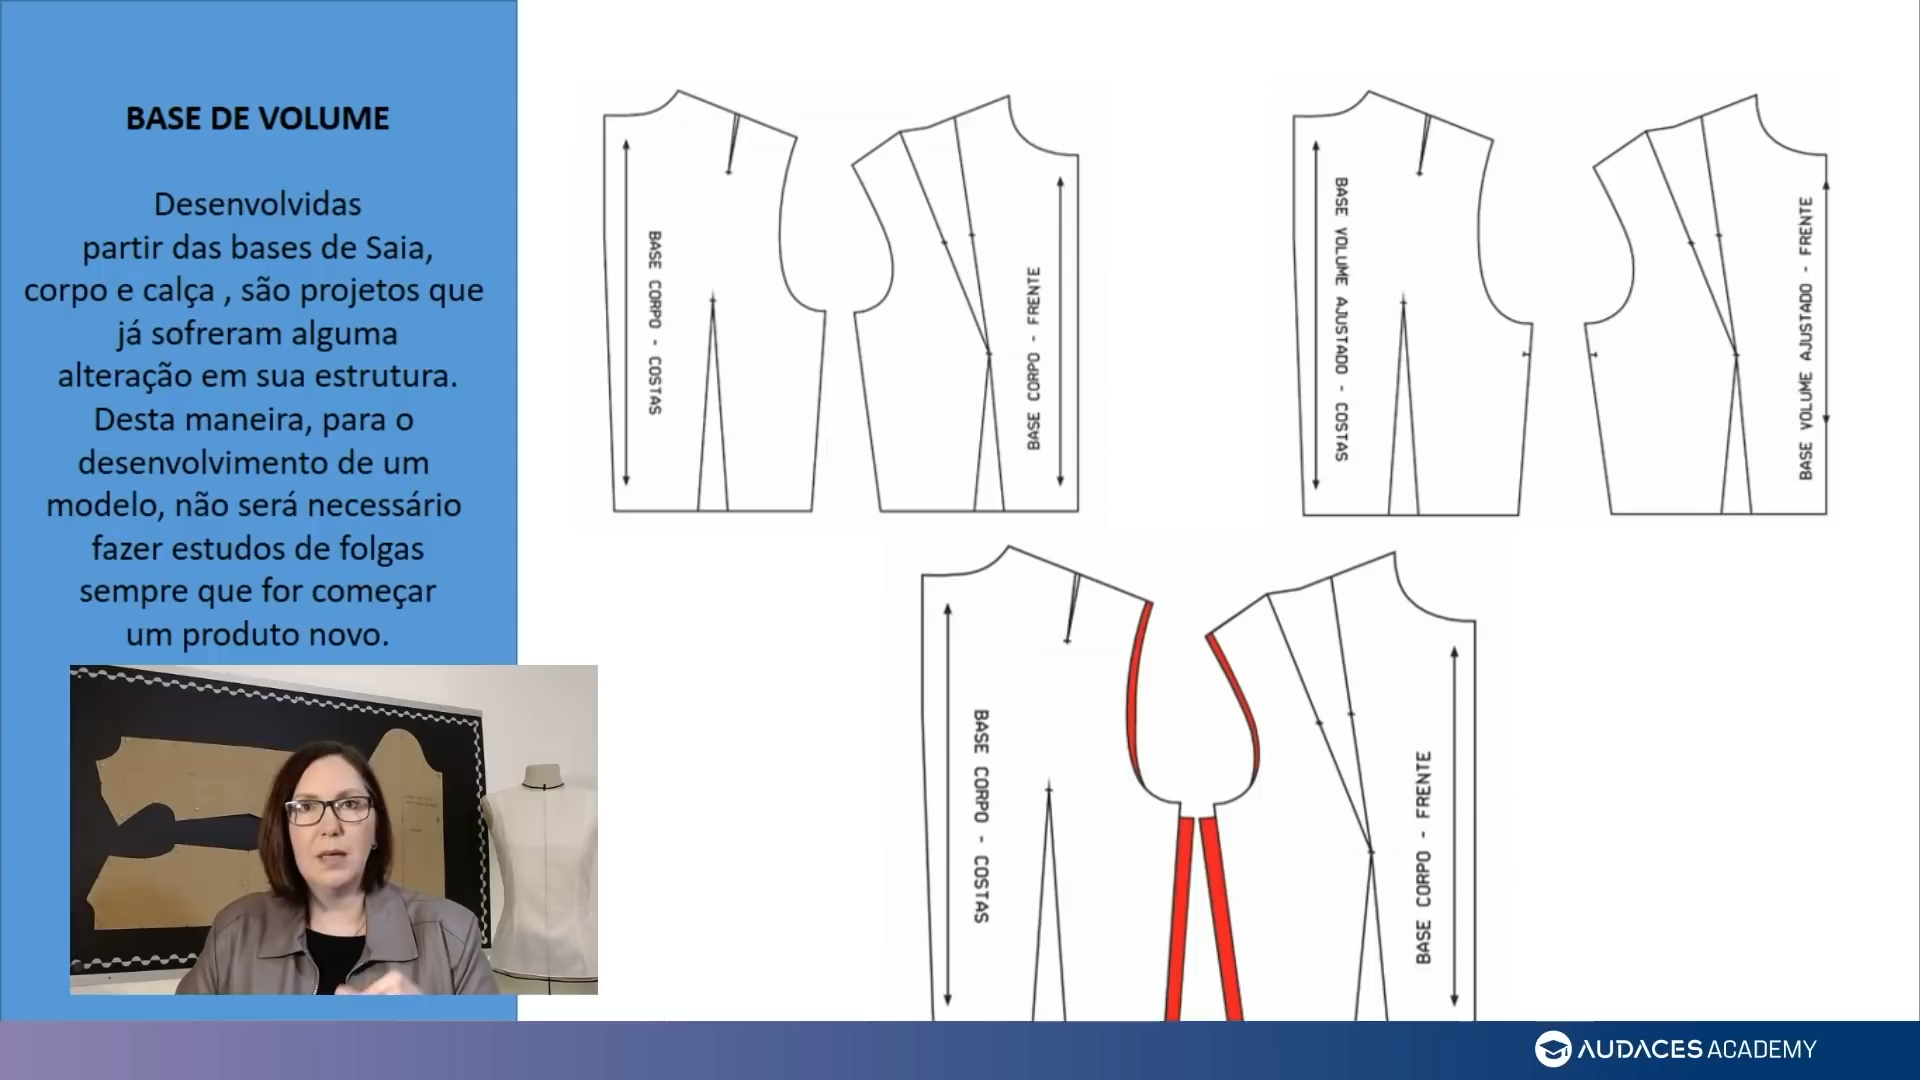 BASE DE VOLUME
Desenvolvidas
partir das bases de Saia,
corpo e calça , são projetos que
já sofreram alguma
alteração em sua estrutura.
Desta maneira, para o
desenvolvimento de um
modelo, não será necessário
fazer estudos de folgas
sempre que for começar
um produto novo.
BASE CORPO - COSTAS
BASE CORPO - FRENTE
BASE VOLUME AJUSTADO - COSTAS
BASE VOLUME AJUSTADO - FRENTE
BASE CORPO - COSTAS
BASE CORPO - FRENTE
AUDACES ACADEMY